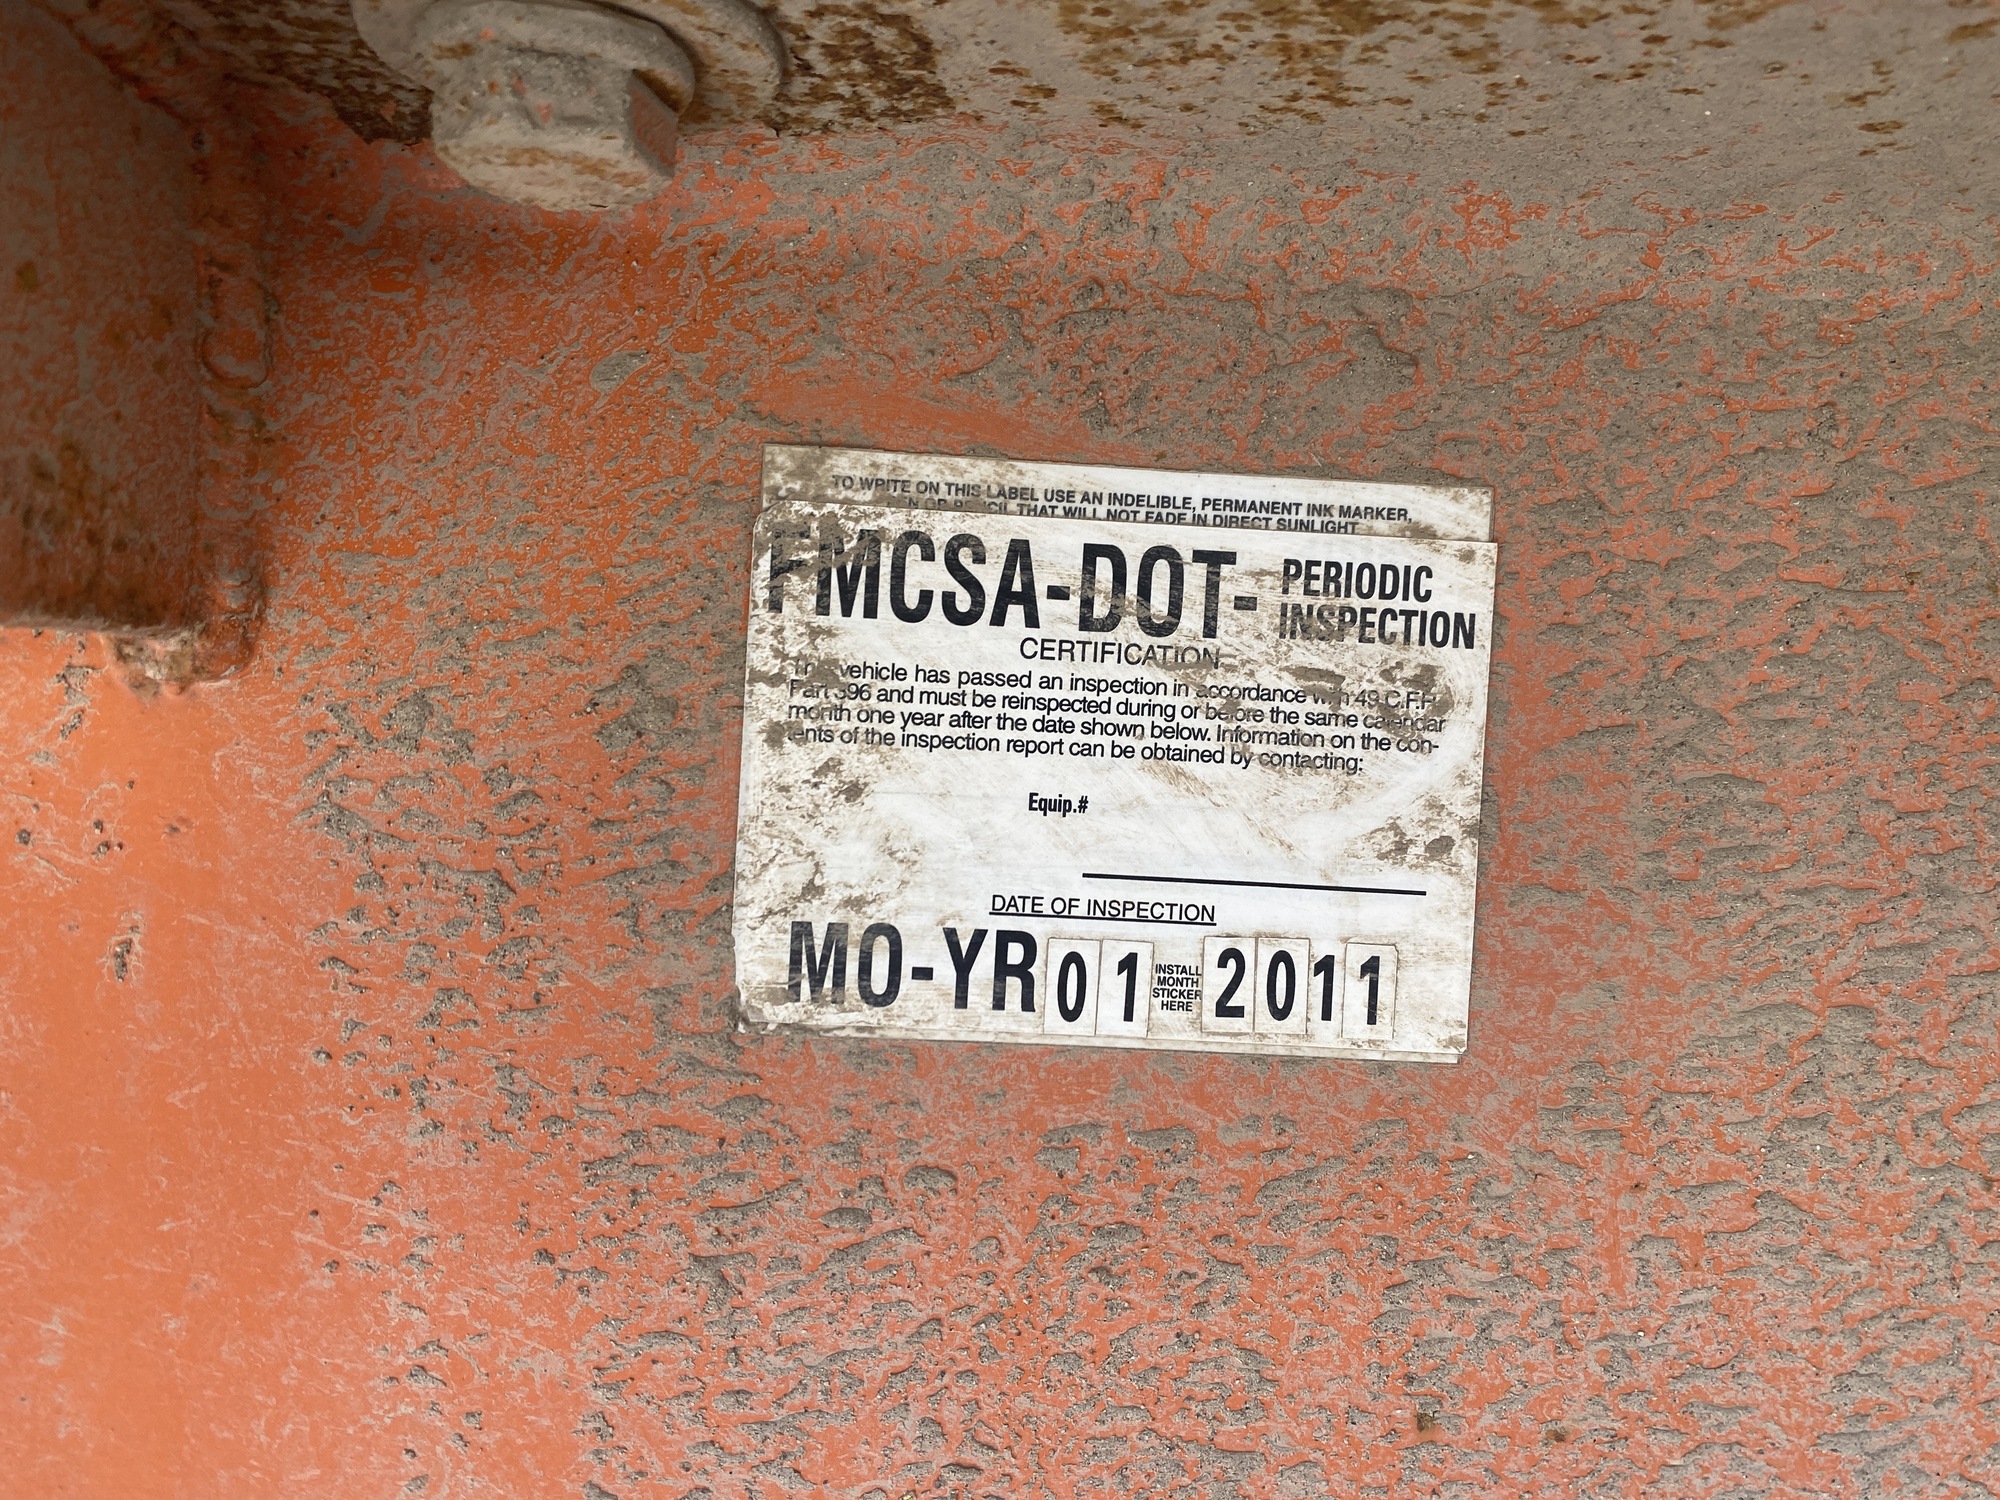 TO WRITE ON THIS LABEL USE AN INDELIBLE, PERMANENT INK MARKER,
THAT WILL NOT FADE IN DIRECT SUNLIGHT
FMCSA-DOT- PERIODIC INSPECTION
CERTIFICATION
This vehicle has passed an inspection in accordance with 49 C.F.R.
Part 396 and must be reinspected during or before the same calendar
month one year after the date shown below. Information on the con-
tents of the inspection report can be obtained by contacting:
Equip.#
DATE OF INSPECTION
MO-YR 01 INSTALL MONTH STICKER HERE 2011